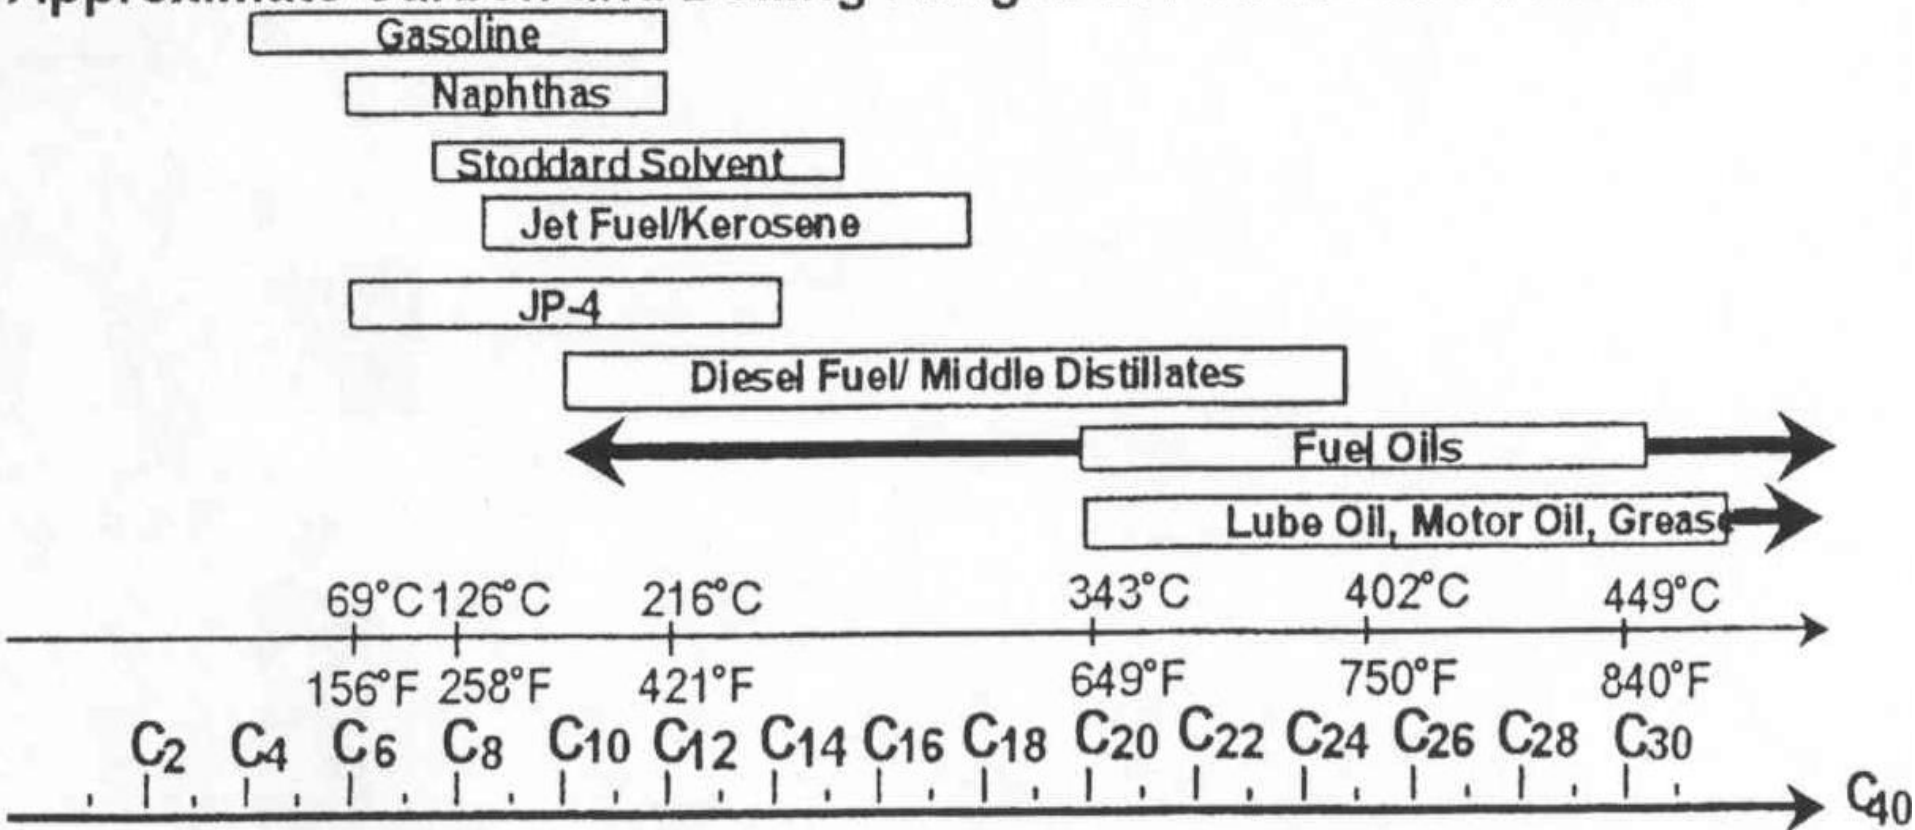 Gasoline
Naphthas
Stoddard Solvent
Jet Fuel/Kerosene
JP-4
Diesel Fuel/ Middle Distillates
Fuel Oils
Lube Oil, Motor Oil, Grease
69°C 126°C 216°C 343°C 402°C 449°C
156°F 258°F 421°F 649°F 750°F 840°F
C2 C4 C6 C8 C10 C12 C14 C16 C18 C20 C22 C24 C26 C28 C30
C40